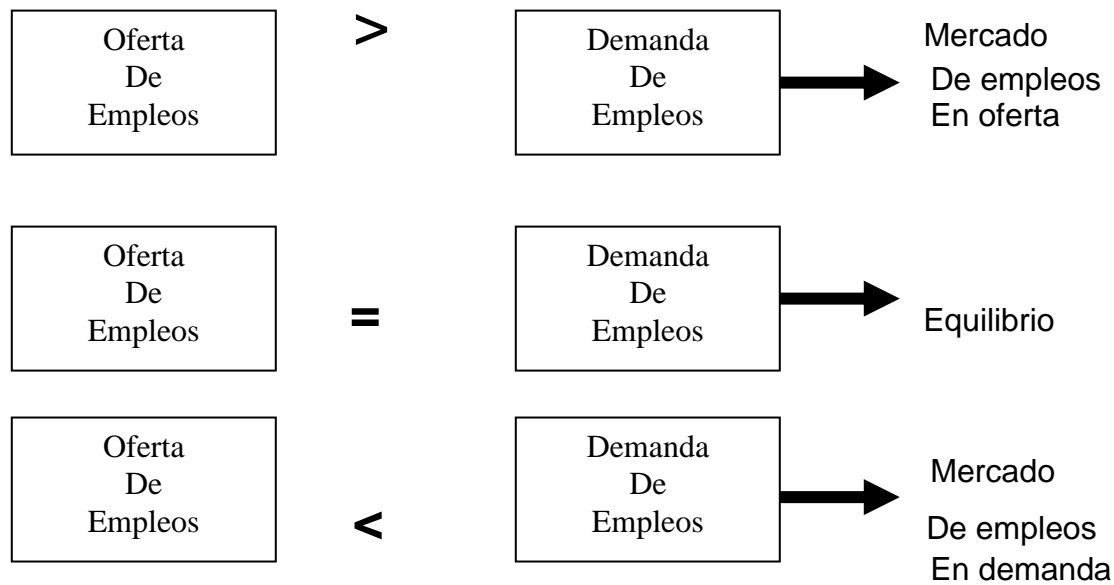 Oferta
De
Empleos
>
Demanda
De
Empleos
Mercado
De empleos
En oferta
Oferta
De
Empleos
=
Demanda
De
Empleos
Equilibrio
Oferta
De
Empleos
<
Demanda
De
Empleos
Mercado
De empleos
En demanda